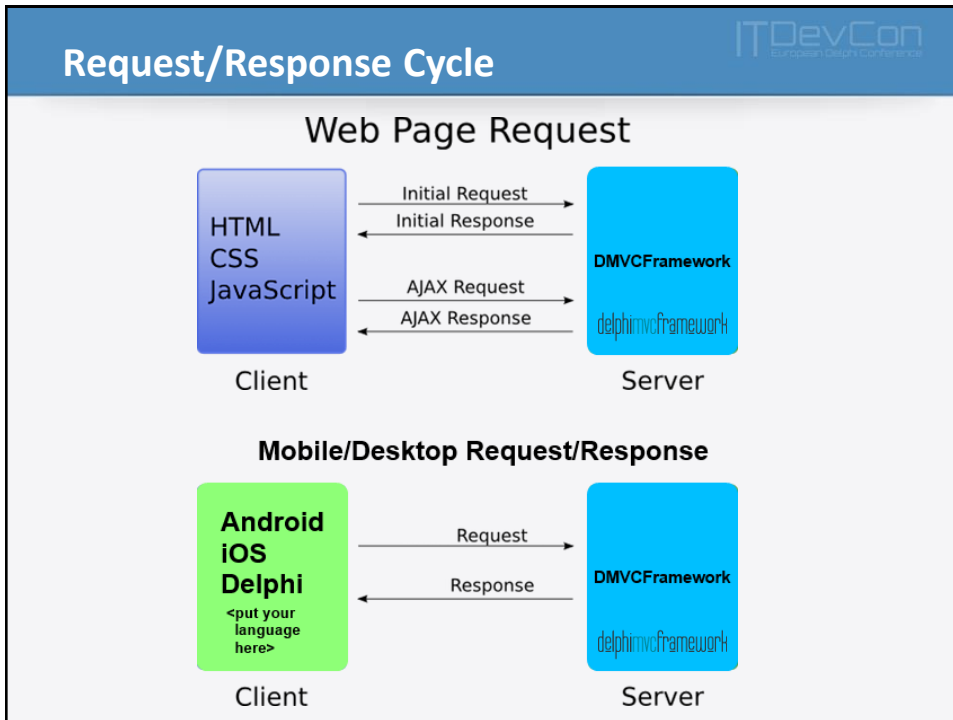 Request/Response Cycle
ITDevCon
European Delphi Conference
Web Page Request
HTML
CSS
JavaScript
Initial Request
Initial Response
AJAX Request
AJAX Response
DMVCFramework
delphimvcframework
Client
Server
Mobile/Desktop Request/Response
Android
iOS
Delphi
<put your
language
here>
Request
Response
DMVCFramework
delphimvcframework
Client
Server